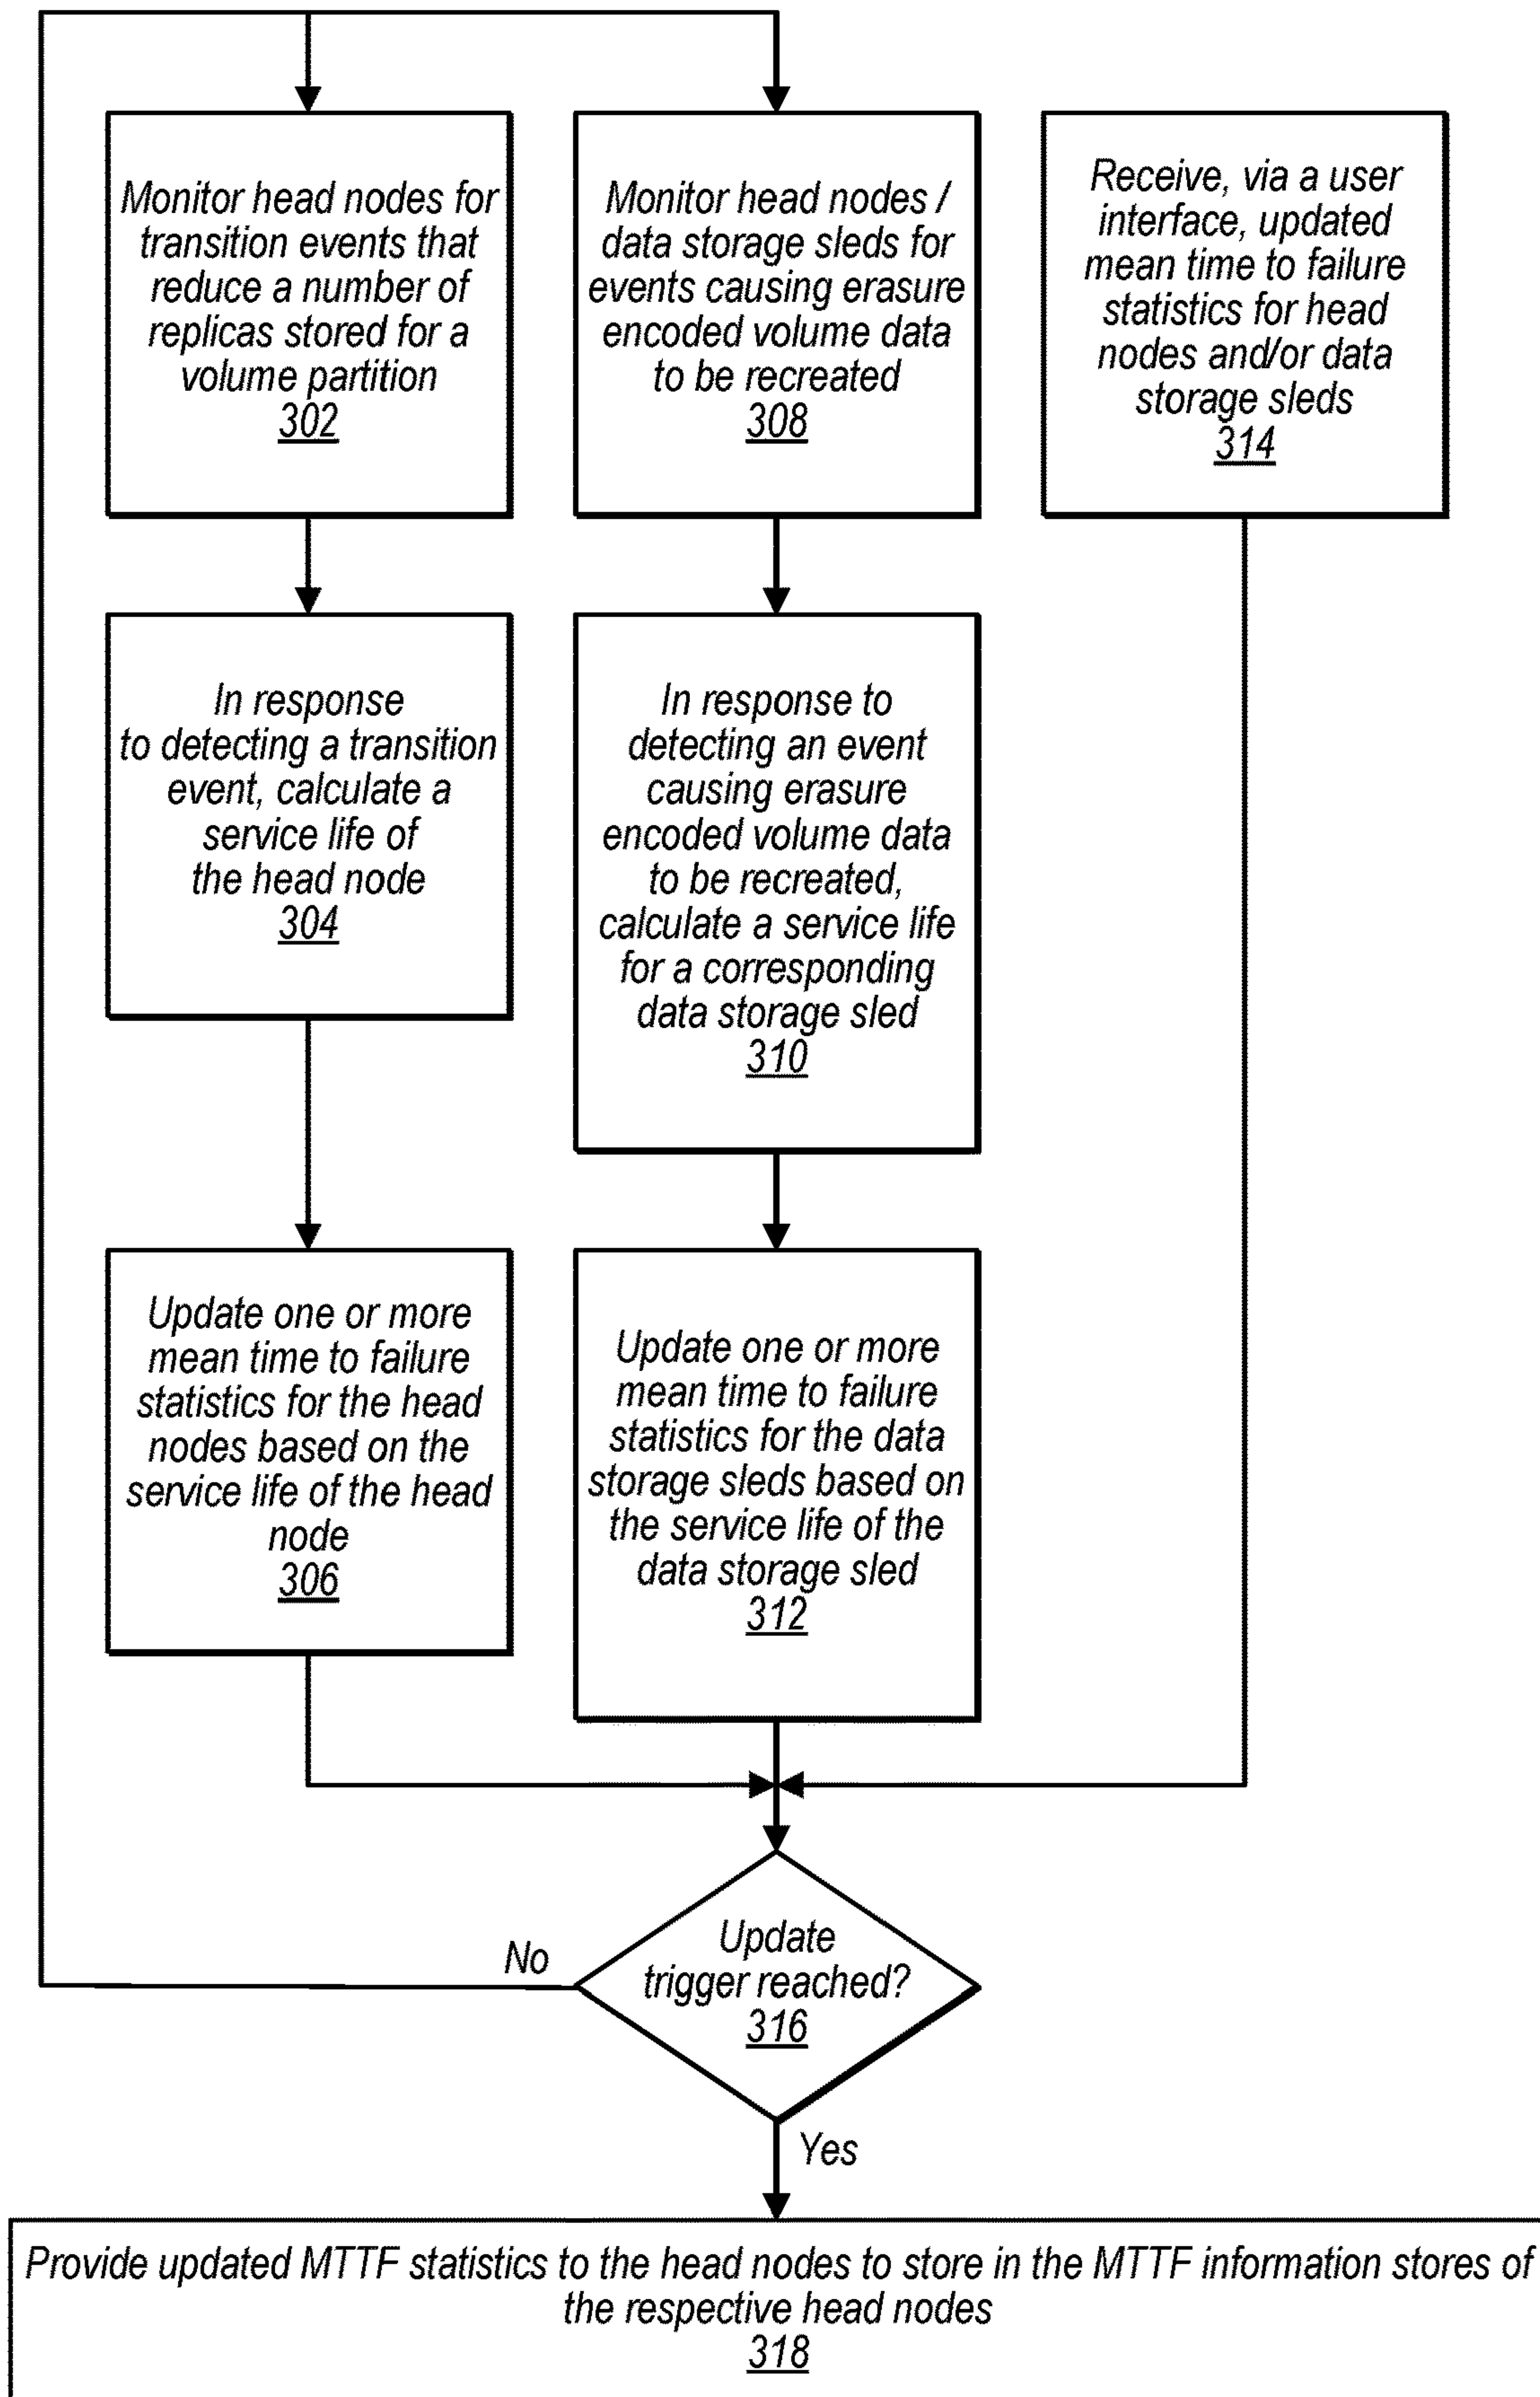 Monitor head nodes for
transition events that
reduce a number of
replicas stored for a
volume partition
302
Monitor head nodes /
data storage sleds for
events causing erasure
encoded volume data
to be recreated
308
Receive, via a user
interface, updated
mean time to failure
statistics for head
nodes and/or data
storage sleds
314
In response
to detecting a transition
event, calculate a
service life of
the head node
304
In response to
detecting an event
causing erasure
encoded volume data
to be recreated,
calculate a service life
for a corresponding
data storage sled
310
Update one or more
mean time to failure
statistics for the head
nodes based on the
service life of the head
node
306
Update one or more
mean time to failure
statistics for the data
storage sleds based on
the service life of the
data storage sled
312
Update
trigger reached?
316
No
Yes
Provide updated MTTF statistics to the head nodes to store in the MTTF information stores of
the respective head nodes
318